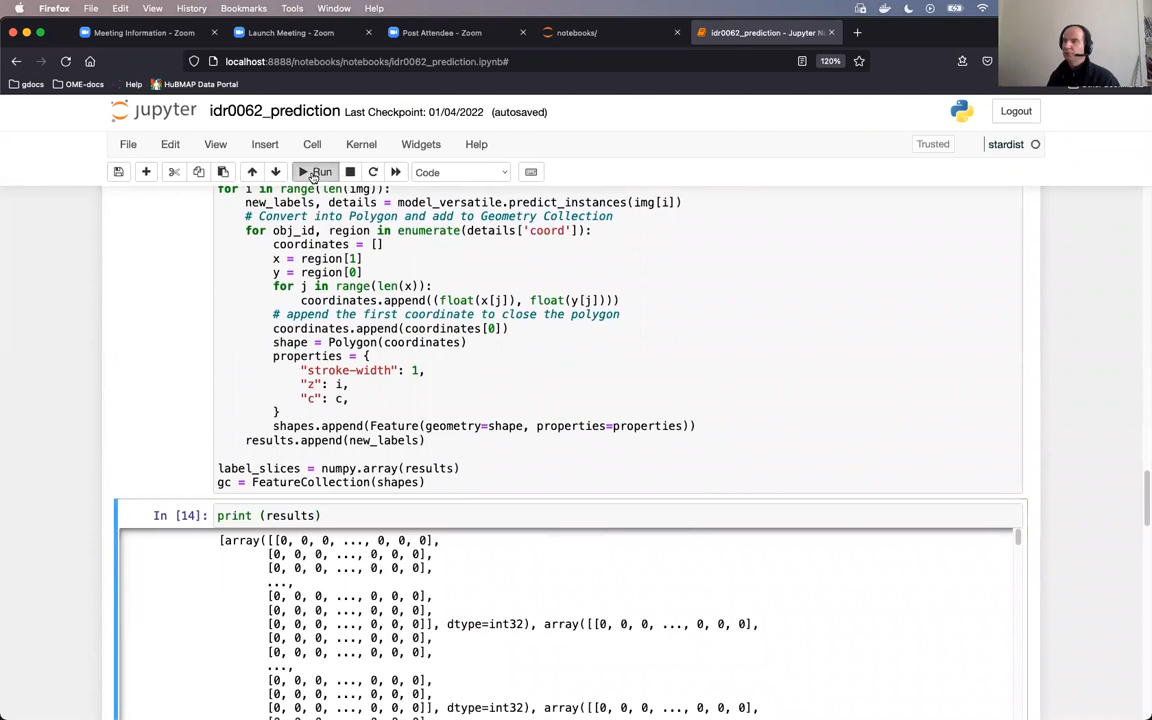 Firefox File Edit View History Bookmarks Tools Window Help
Meeting Information - Zoom
Launch Meeting - Zoom
Post Attendee - Zoom
notebooks/
idr0062_prediction - Jupyter No
localhost:8888/notebooks/notebooks/idr0062_prediction.ipynb#
120%
gdocs
OME-docs
Help
HuBMAP Data Portal
jupyter idr0062_prediction Last Checkpoint: 01/04/2022 (autosaved)
Logout
File Edit View Insert Cell Kernel Widgets Help
Trusted
stardist
Run
Code
for i in range(len(img)):
new_labels, details = model_versatile.predict_instances(img[i])
# Convert into Polygon and add to Geometry Collection
for obj_id, region in enumerate(details['coord']):
coordinates = []
x = region[1]
y = region[0]
for j in range(len(x)):
coordinates.append((float(x[j]), float(y[j])))
# append the first coordinate to close the polygon
coordinates.append(coordinates[0])
shape = Polygon(coordinates)
properties = {
"stroke-width": 1,
"z": i,
"c": c,
}
shapes.append(Feature(geometry=shape, properties=properties))
results.append(new_labels)
label_slices = numpy.array(results)
gc = FeatureCollection(shapes)
In [14]: print (results)
[array([[0, 0, 0, ..., 0, 0, 0],
[0, 0, 0, ..., 0, 0, 0],
[0, 0, 0, ..., 0, 0, 0],
...,
[0, 0, 0, ..., 0, 0, 0],
[0, 0, 0, ..., 0, 0, 0],
[0, 0, 0, ..., 0, 0, 0]], dtype=int32), array([[0, 0, 0, ..., 0, 0, 0],
[0, 0, 0, ..., 0, 0, 0],
[0, 0, 0, ..., 0, 0, 0],
...,
[0, 0, 0, ..., 0, 0, 0],
[0, 0, 0, ..., 0, 0, 0],
[0, 0, 0, ..., 0, 0, 0]], dtype=int32), array([[0, 0, 0, ..., 0, 0, 0],